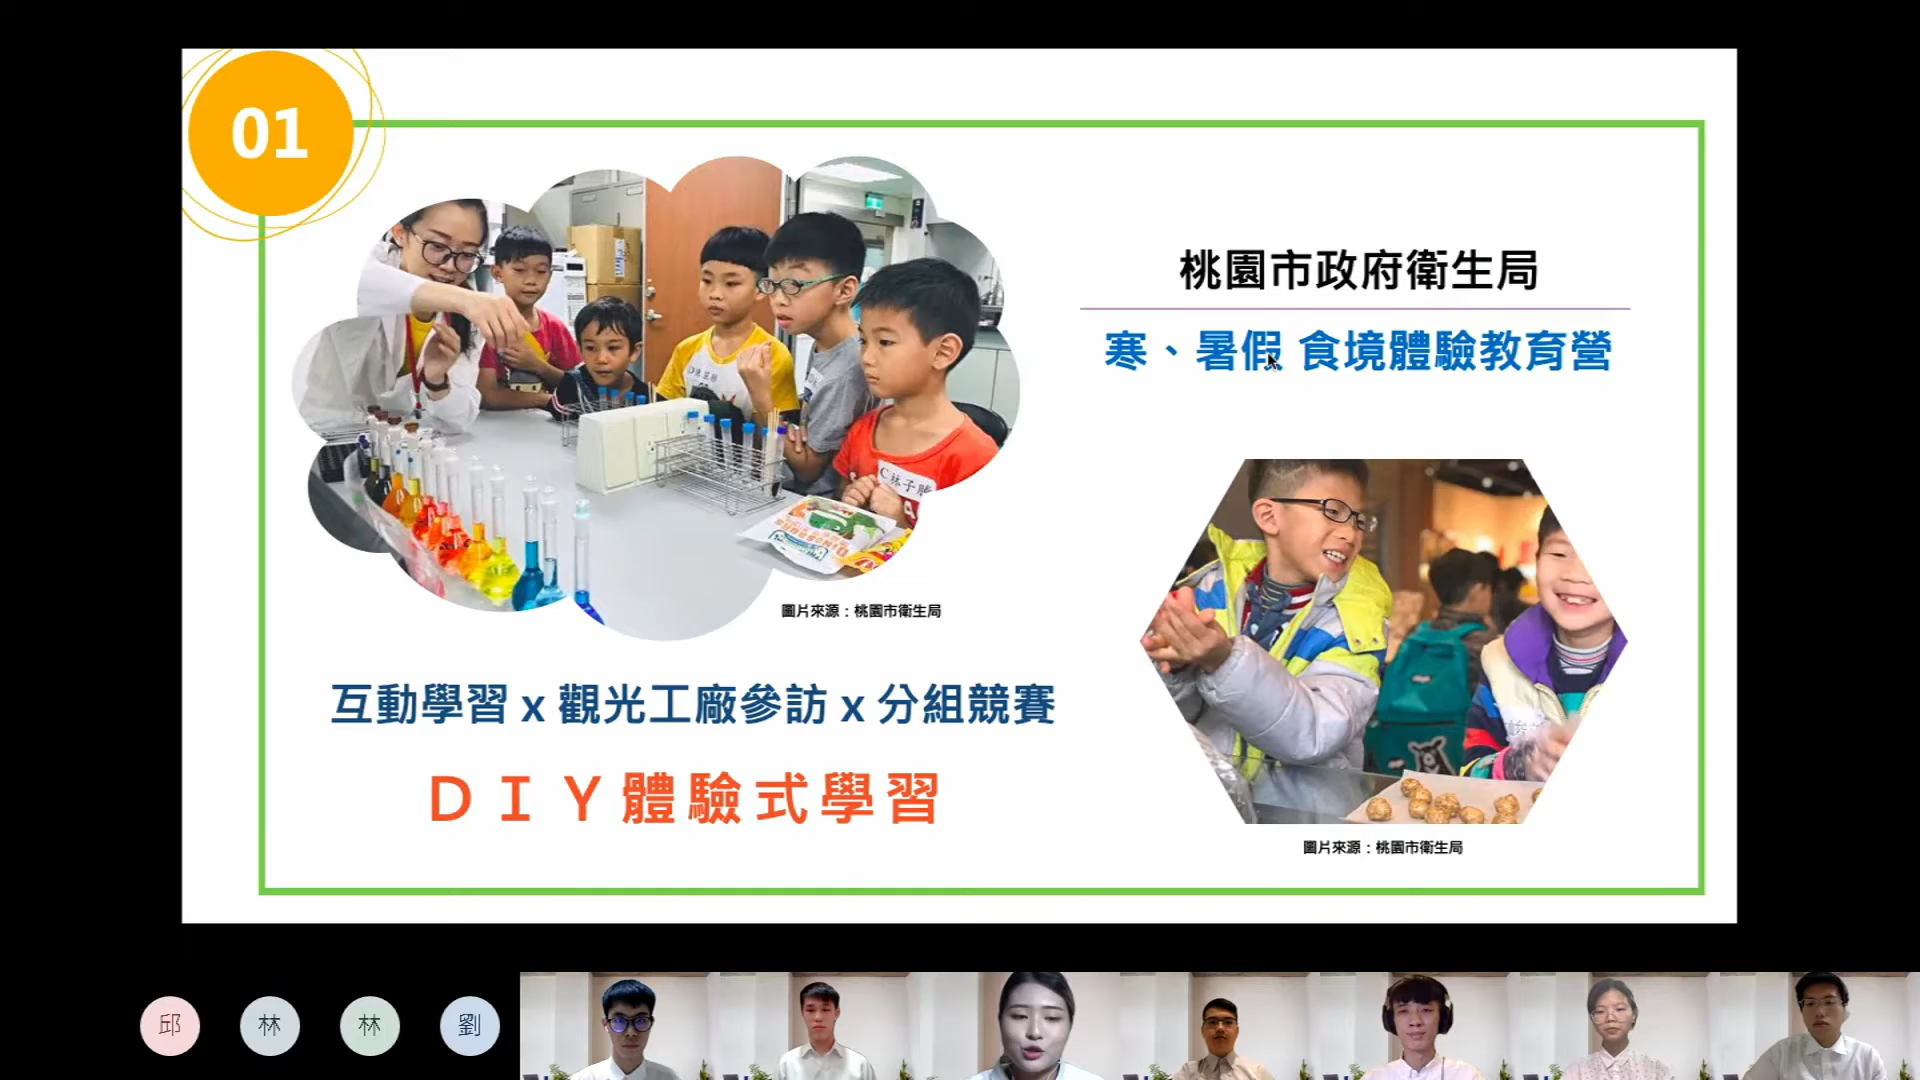 01
桃園市政府衛生局
寒、暑假 食境體驗教育營
圖片來源：桃園市衛生局
互動學習 x 觀光工廠參訪 x 分組競賽
ＤＩＹ體驗式學習
圖片來源：桃園市衛生局
邱
林
林
劉